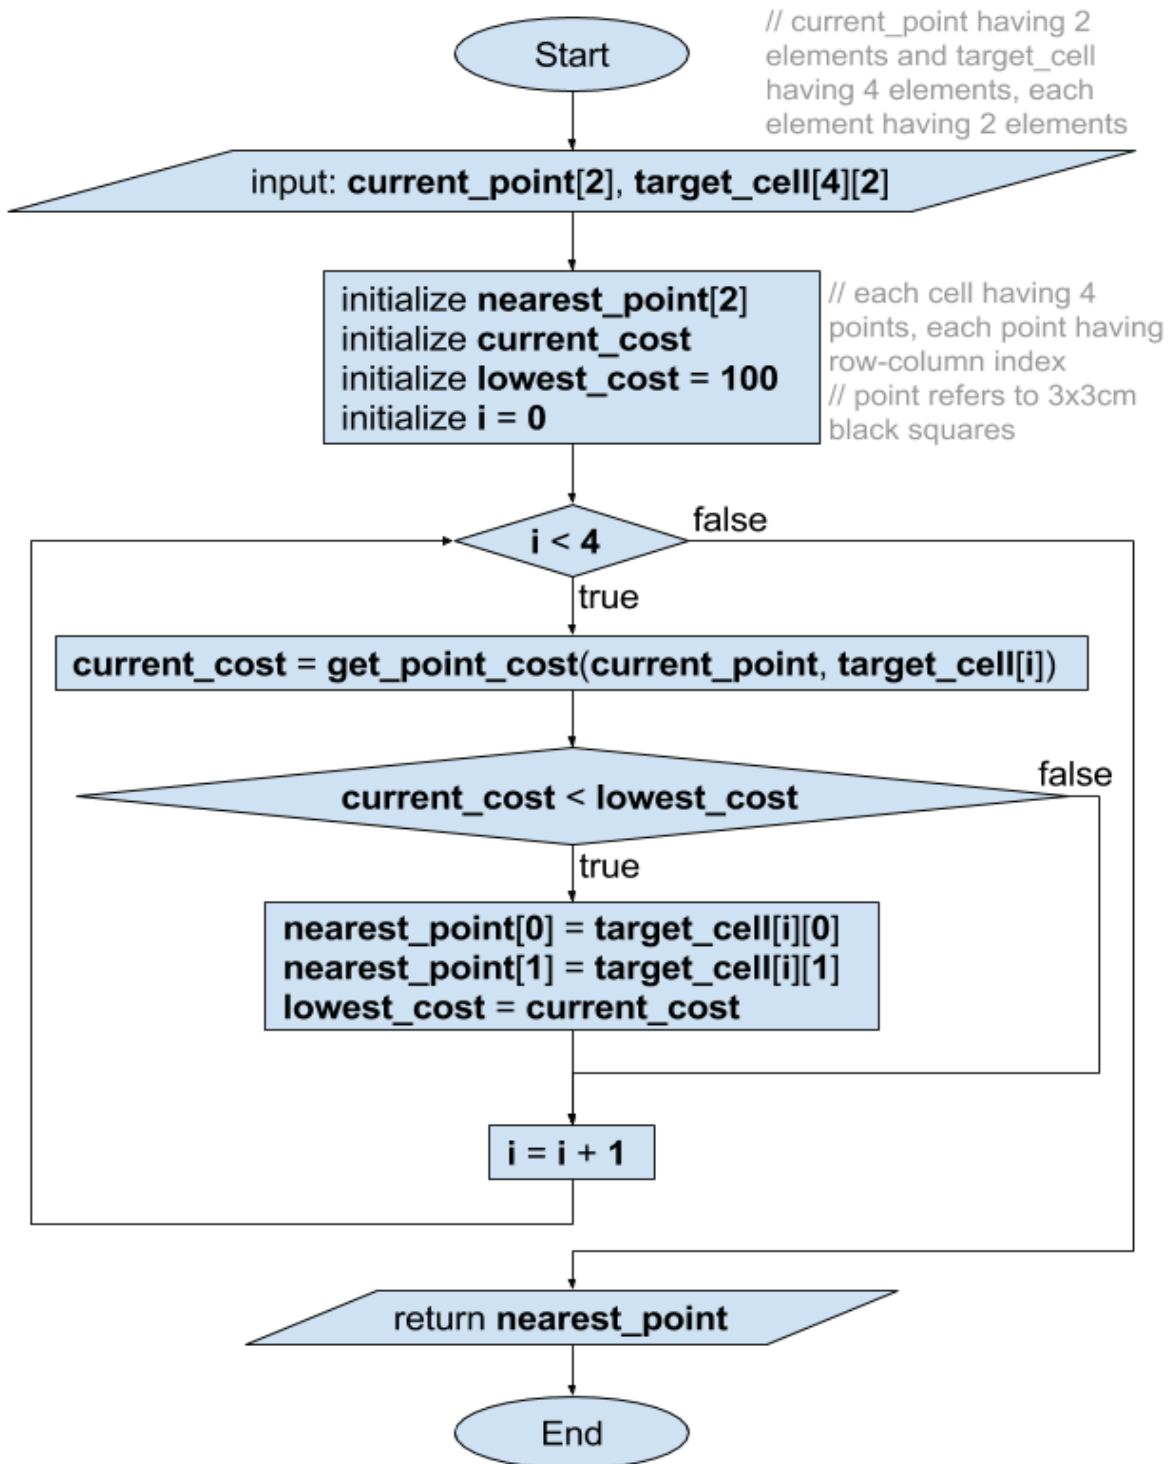 Start
// current_point having 2
elements and target_cell
having 4 elements, each
element having 2 elements
input: current_point[2], target_cell[4][2]
initialize nearest_point[2]
initialize current_cost
initialize lowest_cost = 100
initialize i = 0
// each cell having 4
points, each point having
row-column index
// point refers to 3x3cm
black squares
i < 4
false
true
current_cost = get_point_cost(current_point, target_cell[i])
current_cost < lowest_cost
false
true
nearest_point[0] = target_cell[i][0]
nearest_point[1] = target_cell[i][1]
lowest_cost = current_cost
i = i + 1
return nearest_point
End